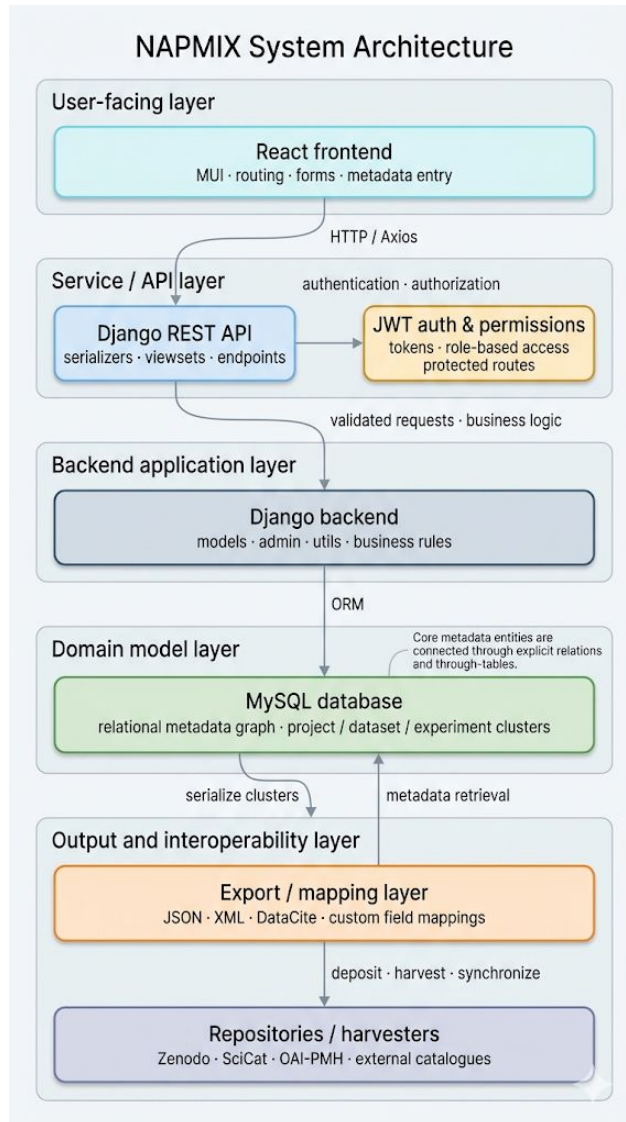 NAPMIX System Architecture
User-facing layer
React frontend
MUI · routing · forms · metadata entry
HTTP / Axios
Service / API layer
authentication · authorization
Django REST API
serializers · viewsets · endpoints
JWT auth & permissions
tokens · role-based access
protected routes
validated requests · business logic
Backend application layer
Django backend
models · admin · utils · business rules
ORM
Domain model layer
Core metadata entities are
connected through explicit relations
and through-tables.
MySQL database
relational metadata graph · project / dataset / experiment clusters
serialize clusters
metadata retrieval
Output and interoperability layer
Export / mapping layer
JSON · XML · DataCite · custom field mappings
deposit · harvest · synchronize
Repositories / harvesters
Zenodo · SciCat · OAI-PMH · external catalogues